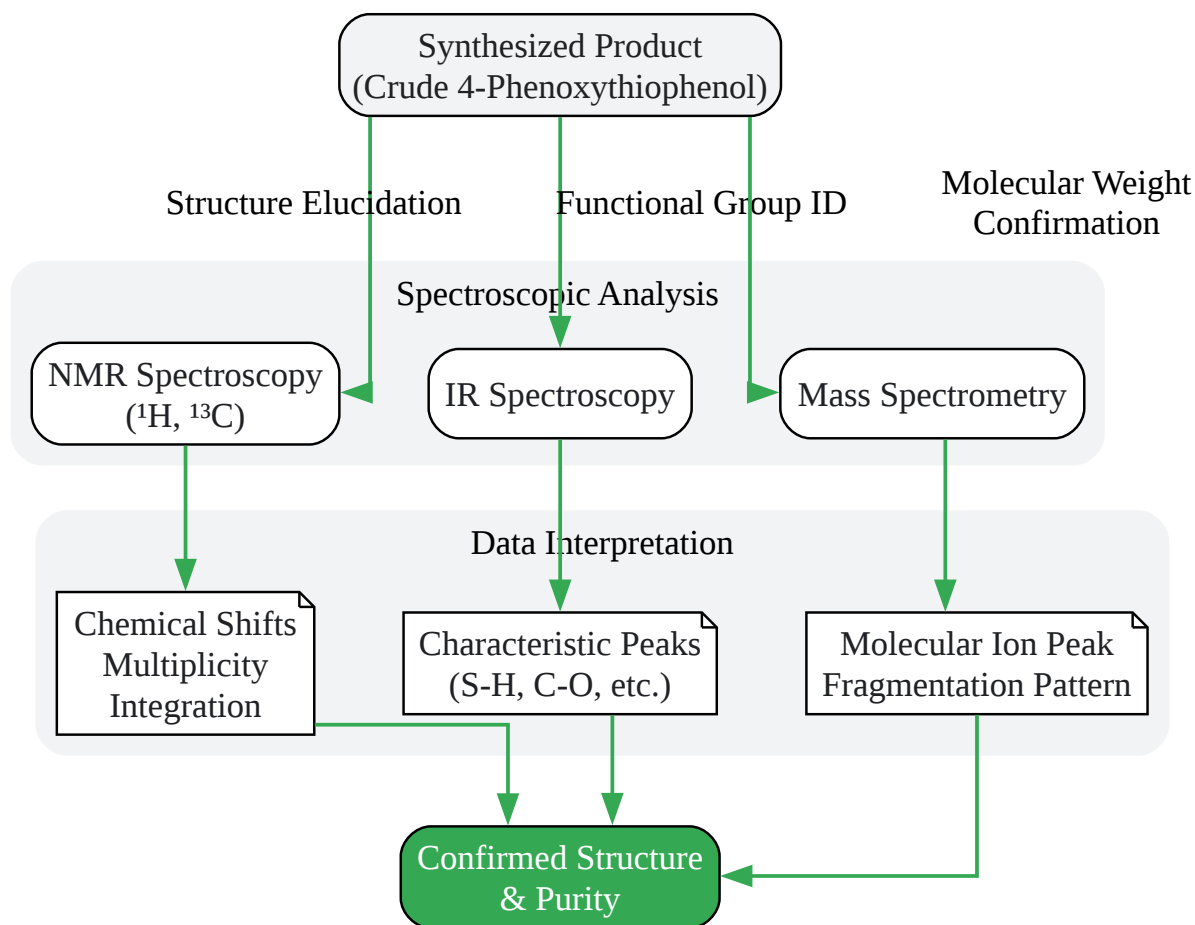 Synthesized Product
(Crude 4-Phenoxythiophenol)
Structure Elucidation
Functional Group ID
Molecular Weight
Confirmation
Spectroscopic Analysis
NMR Spectroscopy
(¹H, ¹³C)
IR Spectroscopy
Mass Spectrometry
Data Interpretation
Chemical Shifts
Multiplicity
Integration
Characteristic Peaks
(S-H, C-O, etc.)
Molecular Ion Peak
Fragmentation Pattern
Confirmed Structure
& Purity